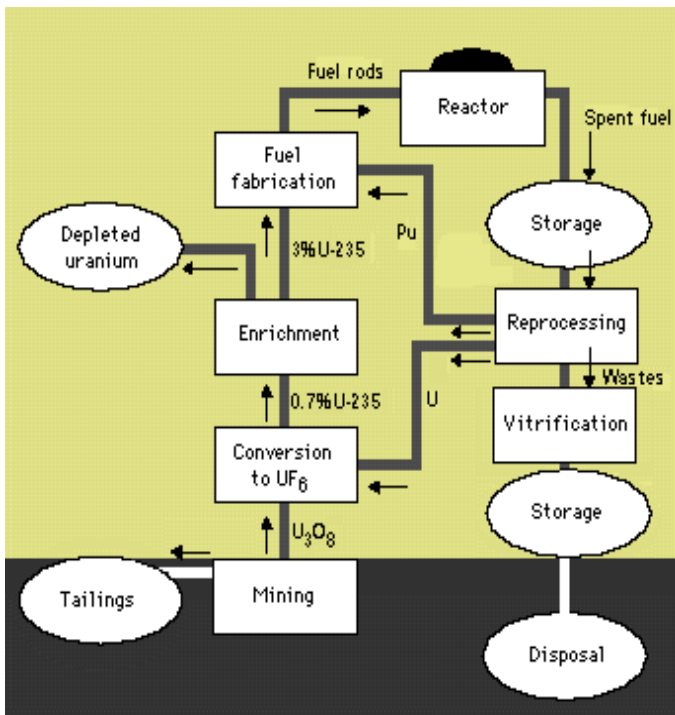 Fuel rods
Reactor
Spent fuel
Fuel
fabrication
Storage
Depleted
uranium
Pu
3%U-235
Enrichment
Reprocessing
0.7%U-235
U
Wastes
Vitrification
Conversion
to UF₆
Storage
U₃O₈
Tailings
Mining
Disposal